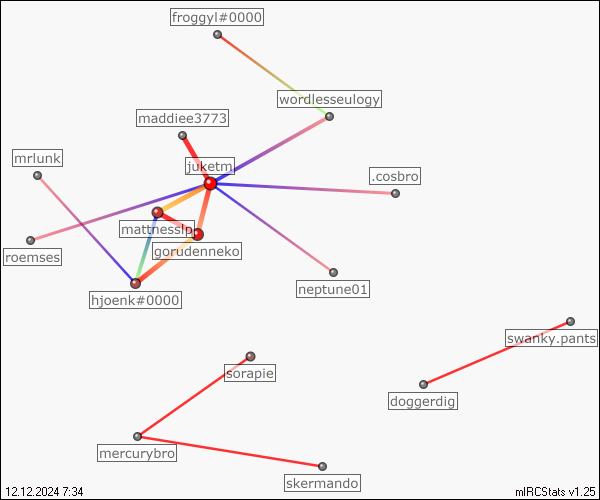 froggyl#0000
wordlesseulogy
maddiee3773
mrlunk
juketm
.cosbro
mattnesslp
gorudenneko
roemses
neptune01
hjoenk#0000
swanky.pants
sorapie
doggerdig
mercurybro
skermando
12.12.2024 7:34
mIRCStats v1.25